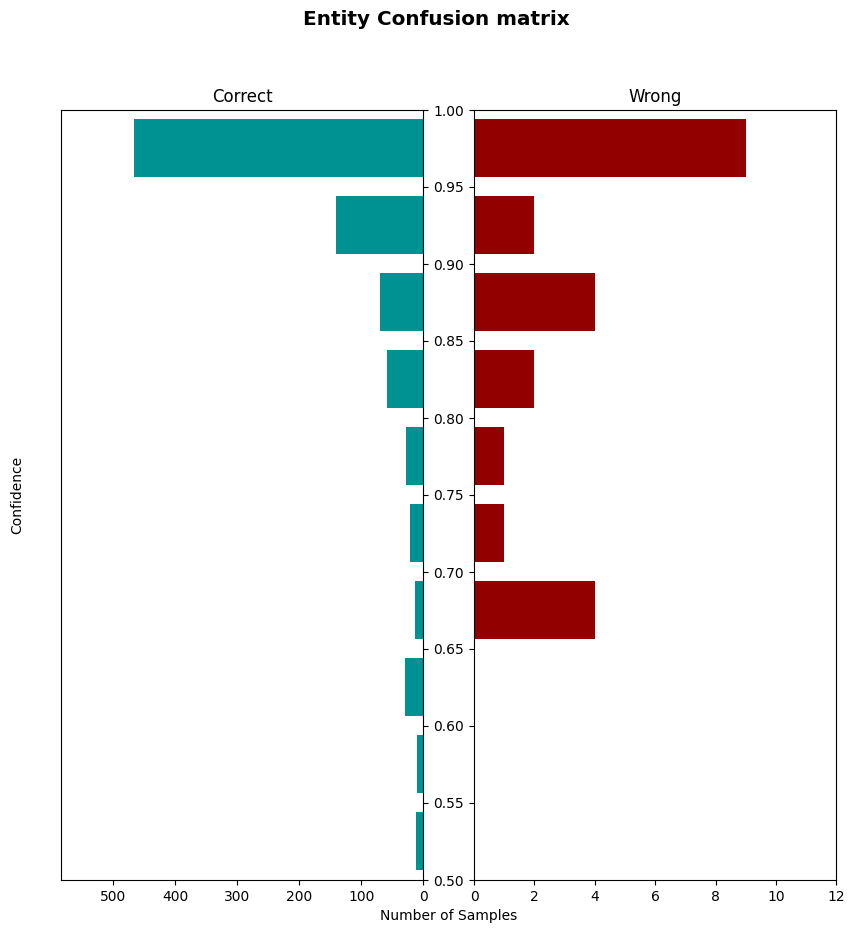 Entity Confusion matrix
Correct
Wrong
Confidence
1.00
0.95
0.90
0.85
0.80
0.75
0.70
0.65
0.60
0.55
0.50
500 400 300 200 100 0
0 2 4 6 8 10 12
Number of Samples